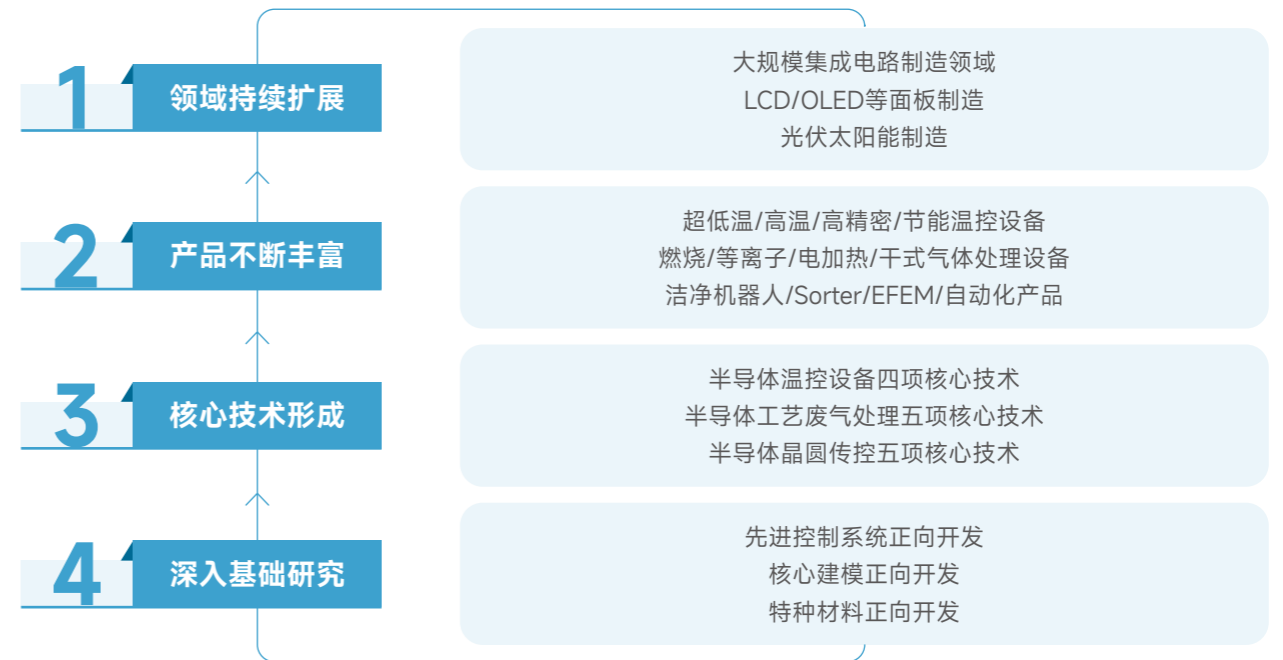 1
领域持续扩展
大规模集成电路制造领域
LCD/OLED等面板制造
光伏太阳能制造
2
产品不断丰富
超低温/高温/高精密/节能温控设备
燃烧/等离子/电加热/干式气体处理设备
洁净机器人/Sorter/EFEM/自动化产品
3
核心技术形成
半导体温控设备四项核心技术
半导体工艺废气处理五项核心技术
半导体晶圆传控五项核心技术
4
深入基础研究
先进控制系统正向开发
核心建模正向开发
特种材料正向开发